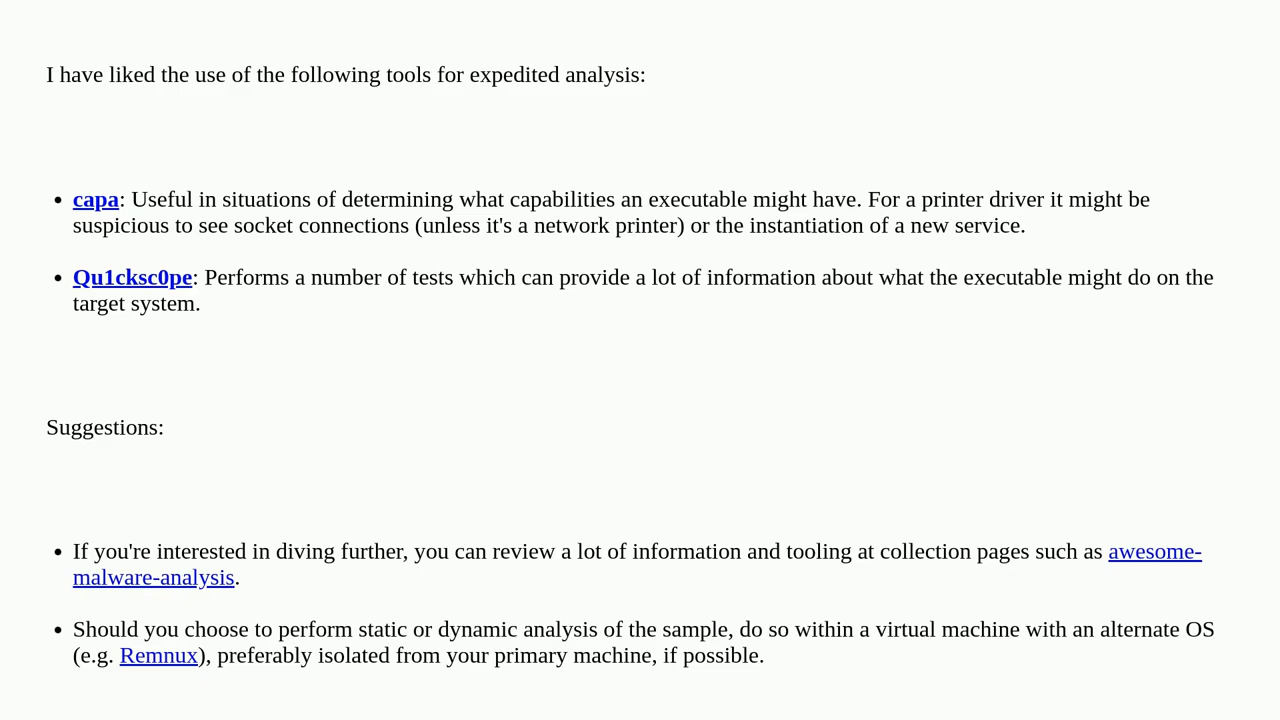 I have liked the use of the following tools for expedited analysis:
• capa: Useful in situations of determining what capabilities an executable might have. For a printer driver it might be
suspicious to see socket connections (unless it's a network printer) or the instantiation of a new service.
• Qu1cksc0pe: Performs a number of tests which can provide a lot of information about what the executable might do on the
target system.
Suggestions:
• If you're interested in diving further, you can review a lot of information and tooling at collection pages such as awesome-
malware-analysis.
• Should you choose to perform static or dynamic analysis of the sample, do so within a virtual machine with an alternate OS
(e.g. Remnux), preferably isolated from your primary machine, if possible.